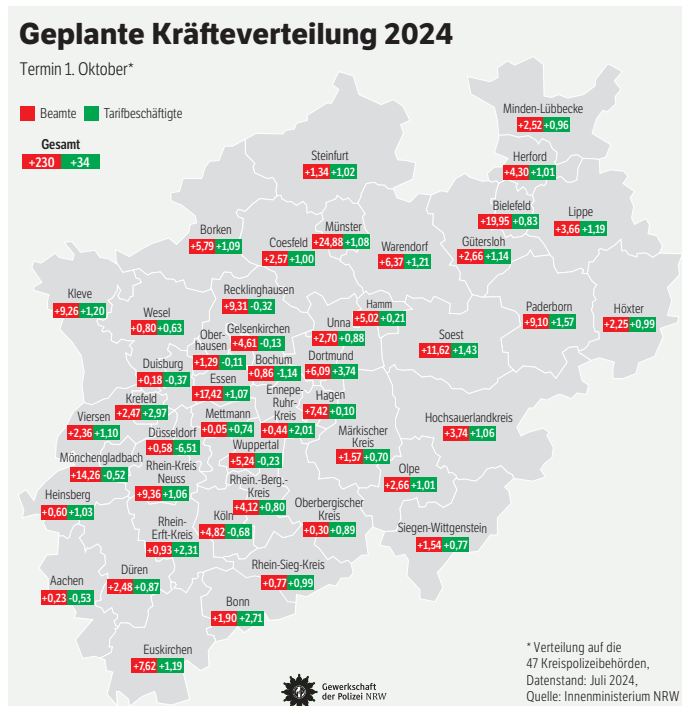 Geplante Kräfteverteilung 2024
Termin 1. Oktober*
Beamte Tarifbeschäftigte
Gesamt
+230 +34
Minden-Lübbecke
+2,52 +0,96
Herford
+4,30 +1,01
Steinfurt
+1,34 +1,02
Bielefeld
+19,95 +0,83
Lippe
+3,66 +1,19
Borken
+5,79 +1,09
Coesfeld
+2,57 +1,00
Münster
+24,88 +1,08
Warendorf
+6,37 +1,21
Gütersloh
+2,66 +1,14
Kleve
+9,26 +1,20
Wesel
+0,80 +0,63
Recklinghausen
+9,31 -0,32
Hamm
+5,02 +0,21
Paderborn
+9,10 +1,57
Höxter
+2,25 +0,99
Ober-
hausen
+1,29 -0,11
Gelsenkirchen
+4,61 -0,13
Unna
+2,70 +0,88
Soest
+11,62 +1,43
Duisburg
+0,18 -0,37
Bochum
+0,86 -1,14
Dortmund
+6,09 +3,74
Essen
+17,42 +1,07
Krefeld
+2,47 +2,97
Ennepe-
Ruhr-
Kreis
+0,44 +2,01
Hagen
+7,42 +0,10
Viersen
+2,36 +1,10
Mettmann
+0,05 +0,74
Hochsauerlandkreis
+3,74 +1,06
Düsseldorf
+0,58 -6,51
Wuppertal
+5,24 -0,23
Märkischer
Kreis
+1,57 +0,70
Mönchengladbach
+14,26 -0,52
Rhein-Kreis
Neuss
+9,36 +1,06
Olpe
+2,66 +1,01
Heinsberg
+0,60 +1,03
Rhein.-Berg.-
Kreis
+4,12 +0,80
Oberbergischer
Kreis
+0,30 +0,89
Rhein-
Erft-Kreis
+0,93 +2,31
Köln
+4,82 -0,68
Siegen-Wittgenstein
+1,54 +0,77
Aachen
+0,23 -0,53
Düren
+2,48 +0,87
Rhein-Sieg-Kreis
+0,77 +0,99
Bonn
+1,90 +2,71
Euskirchen
+7,62 +1,19
Gewerkschaft
der Polizei NRW
* Verteilung auf die
47 Kreispolizeibehörden,
Datenstand: Juli 2024,
Quelle: Innenministerium NRW